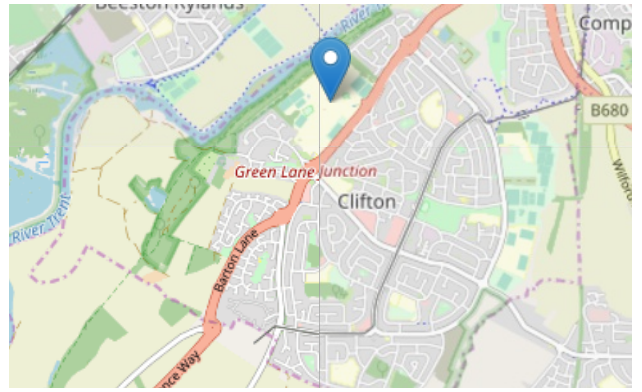 Beeston Rylands
River
Comp
B680
Green Lane Junction
Wilford
Clifton
River Trent
Barton Lane
nce Way